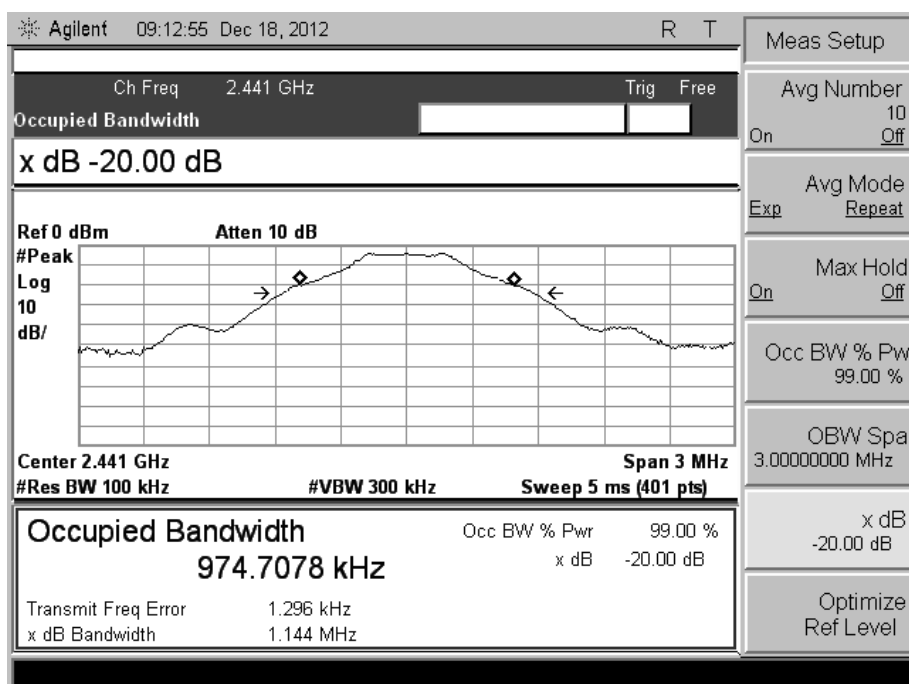 Agilent 09:12:55 Dec 18, 2012 R T
Ch Freq 2.441 GHz Trig Free
Occupied Bandwidth
x dB -20.00 dB
Ref 0 dBm Atten 10 dB
#Peak
Log
10
dB/
Center 2.441 GHz Span 3 MHz
#Res BW 100 kHz #VBW 300 kHz Sweep 5 ms (401 pts)
Occupied Bandwidth
974.7078 kHz
Occ BW % Pwr 99.00 %
x dB -20.00 dB
Transmit Freq Error 1.296 kHz
x dB Bandwidth 1.144 MHz
Meas Setup
Avg Number
10
On Off
Avg Mode
Exp Repeat
Max Hold
On Off
Occ BW % Pw
99.00 %
OBW Spa
3.00000000 MHz
x dB
-20.00 dB
Optimize
Ref Level